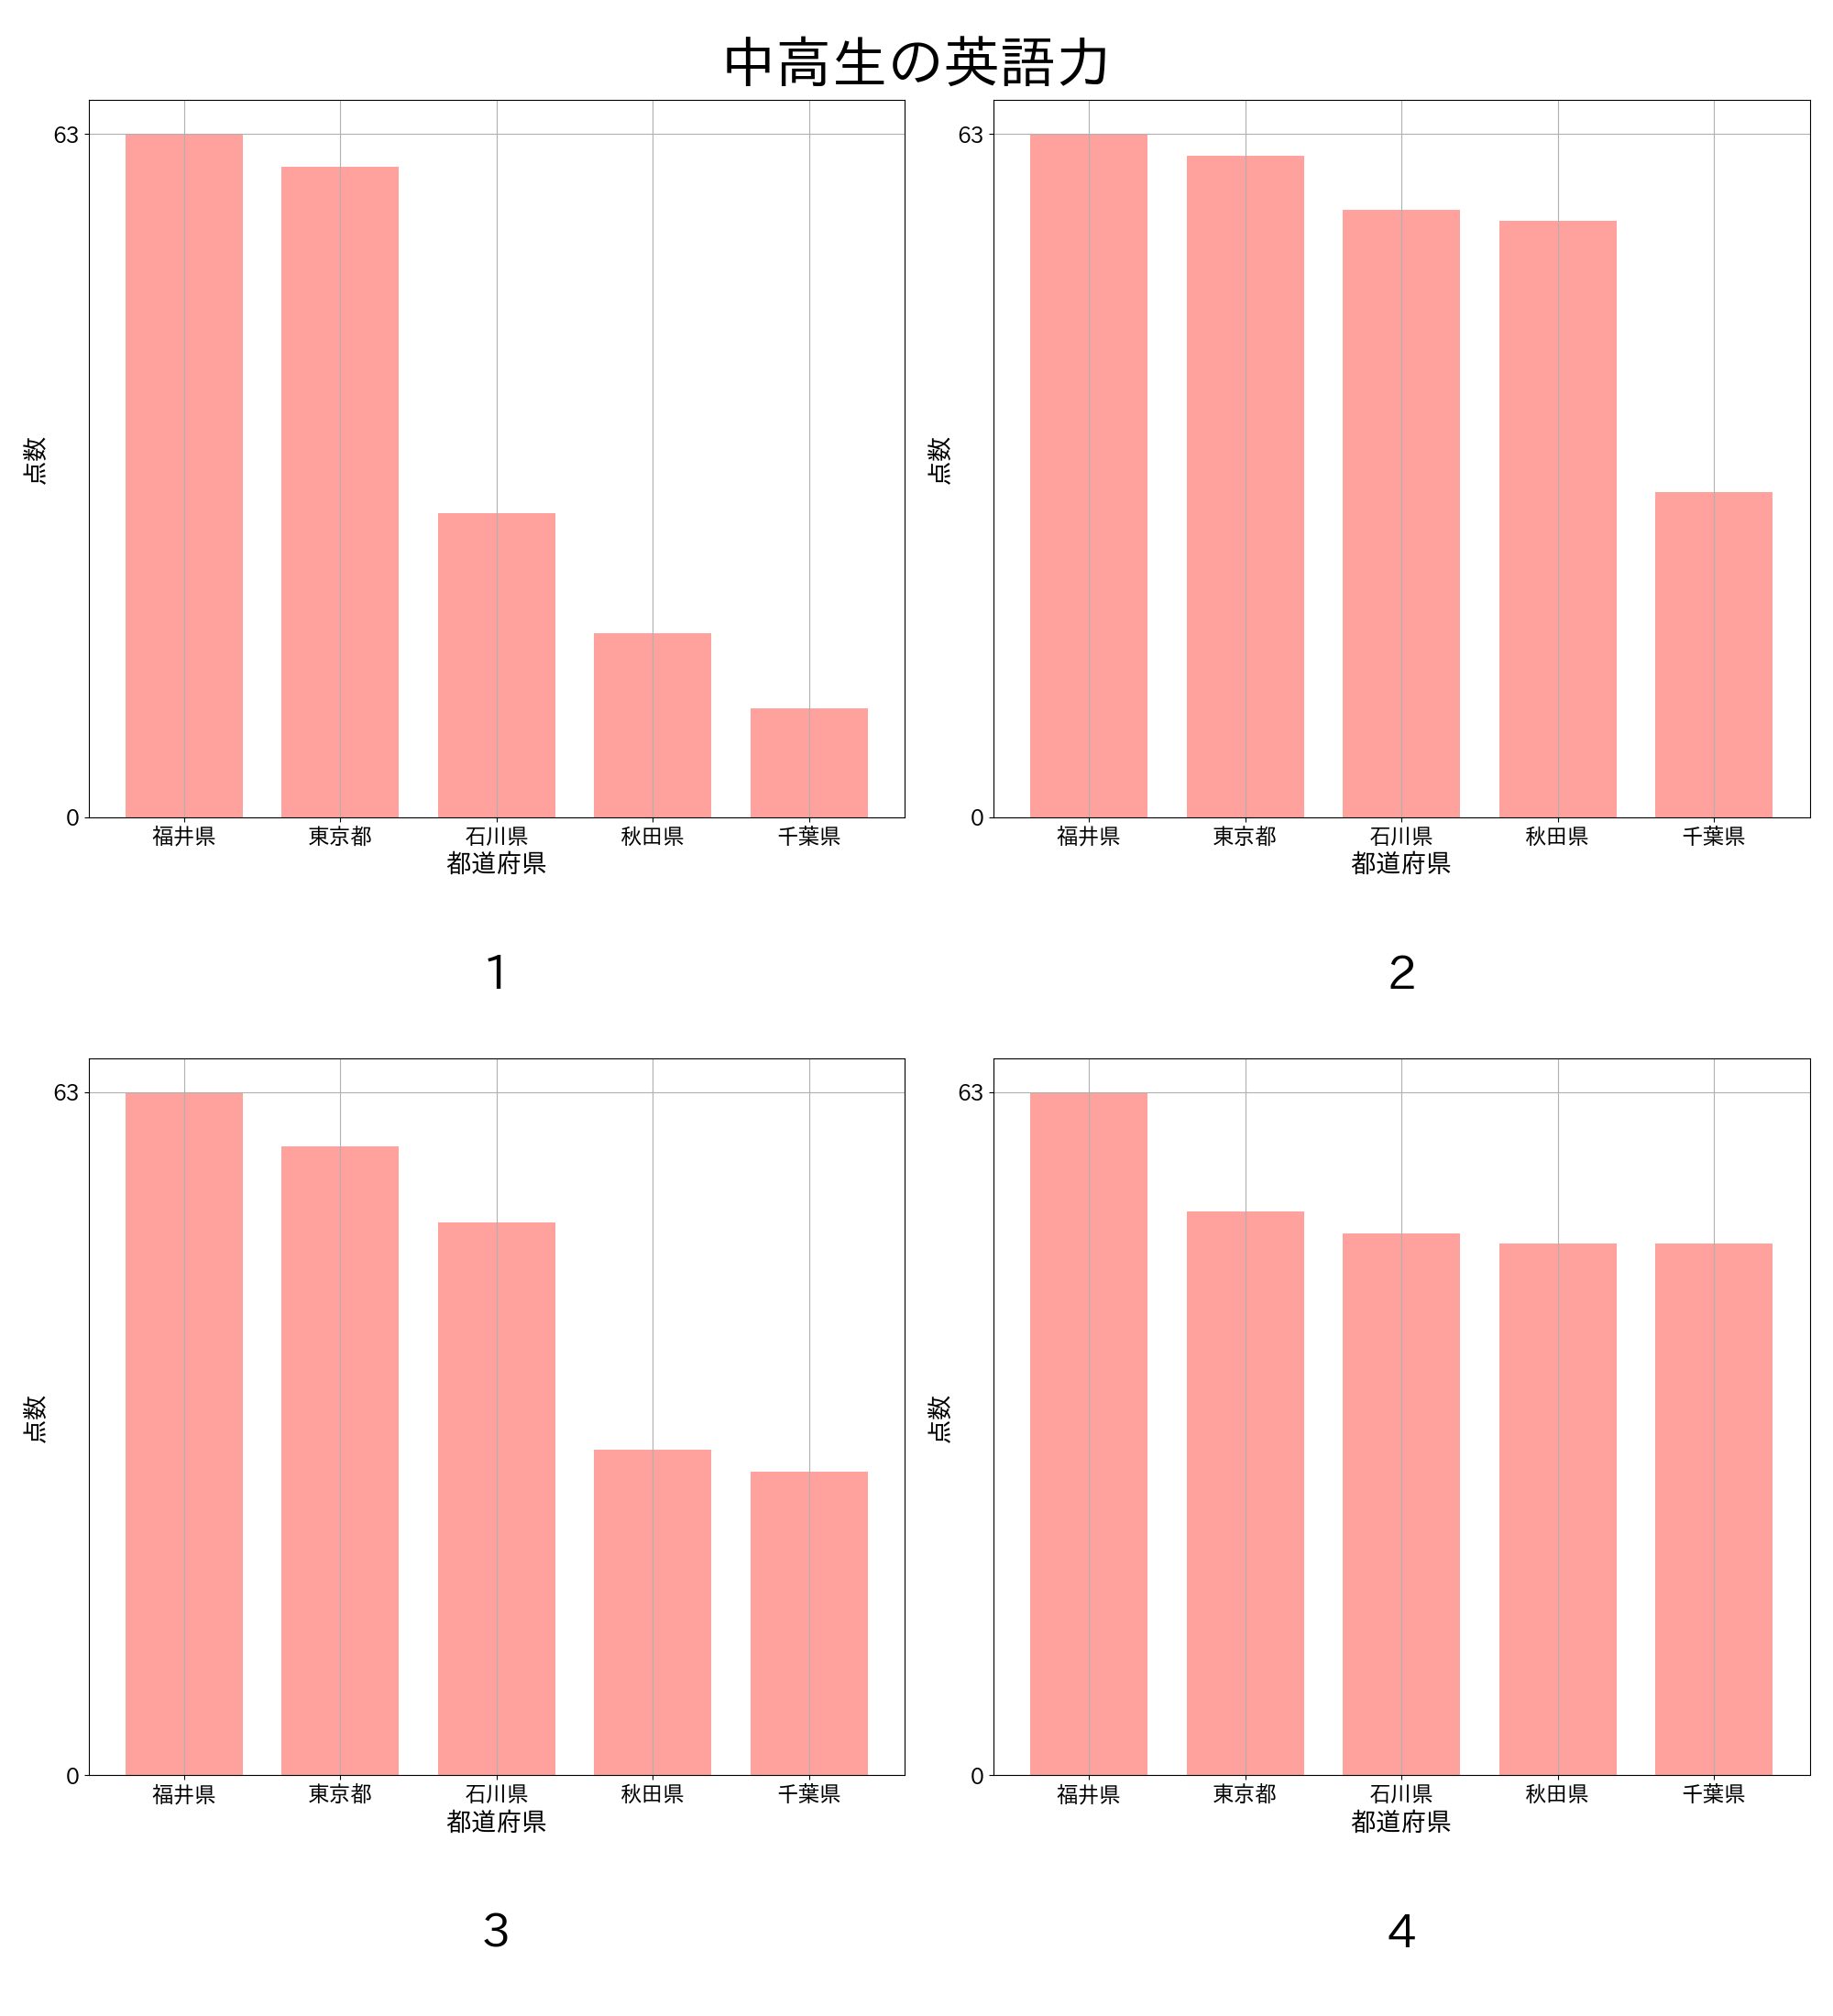 中高生の英語力
63
点数
0
福井県 東京都 石川県 秋田県 千葉県
都道府県
1
63
点数
0
福井県 東京都 石川県 秋田県 千葉県
都道府県
2
63
点数
0
福井県 東京都 石川県 秋田県 千葉県
都道府県
3
63
点数
0
福井県 東京都 石川県 秋田県 千葉県
都道府県
4